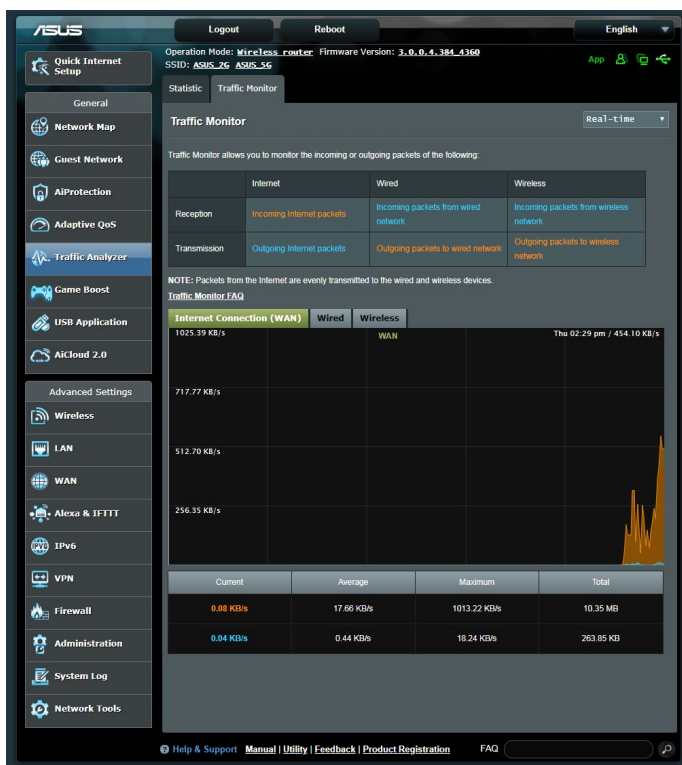 ASUS
Logout
Reboot
English
Quick Internet
Setup
Operation Mode: Wireless router Firmware Version: 3.0.0.4.384_4360
SSID: ASUS_2G ASUS_5G
App
General
Network Map
Guest Network
AiProtection
Adaptive QoS
Traffic Analyzer
Game Boost
USB Application
AiCloud 2.0
Advanced Settings
Wireless
LAN
WAN
Alexa & IFTTT
IPv6
VPN
Firewall
Administration
System Log
Network Tools
Statistic
Traffic Monitor
Traffic Monitor
Real-time
Traffic Monitor allows you to monitor the incoming or outgoing packets of the following:
Internet
Wired
Wireless
Reception
Incoming Internet packets
Incoming packets from wired
network
Incoming packets from wireless
network
Transmission
Outgoing Internet packets
Outgoing packets to wired network
Outgoing packets to wireless
network
NOTE: Packets from the Internet are evenly transmitted to the wired and wireless devices.
Traffic Monitor FAQ
Internet Connection (WAN)
Wired
Wireless
1025.39 KB/s
WAN
Thu 02:29 pm / 454.10 KB/s
717.77 KB/s
512.70 KB/s
256.35 KB/s
Current
Average
Maximum
Total
0.08 KB/s
17.66 KB/s
1013.22 KB/s
10.35 MB
0.04 KB/s
0.44 KB/s
18.24 KB/s
263.85 KB
Help & Support Manual | Utility | Feedback | Product Registration
FAQ